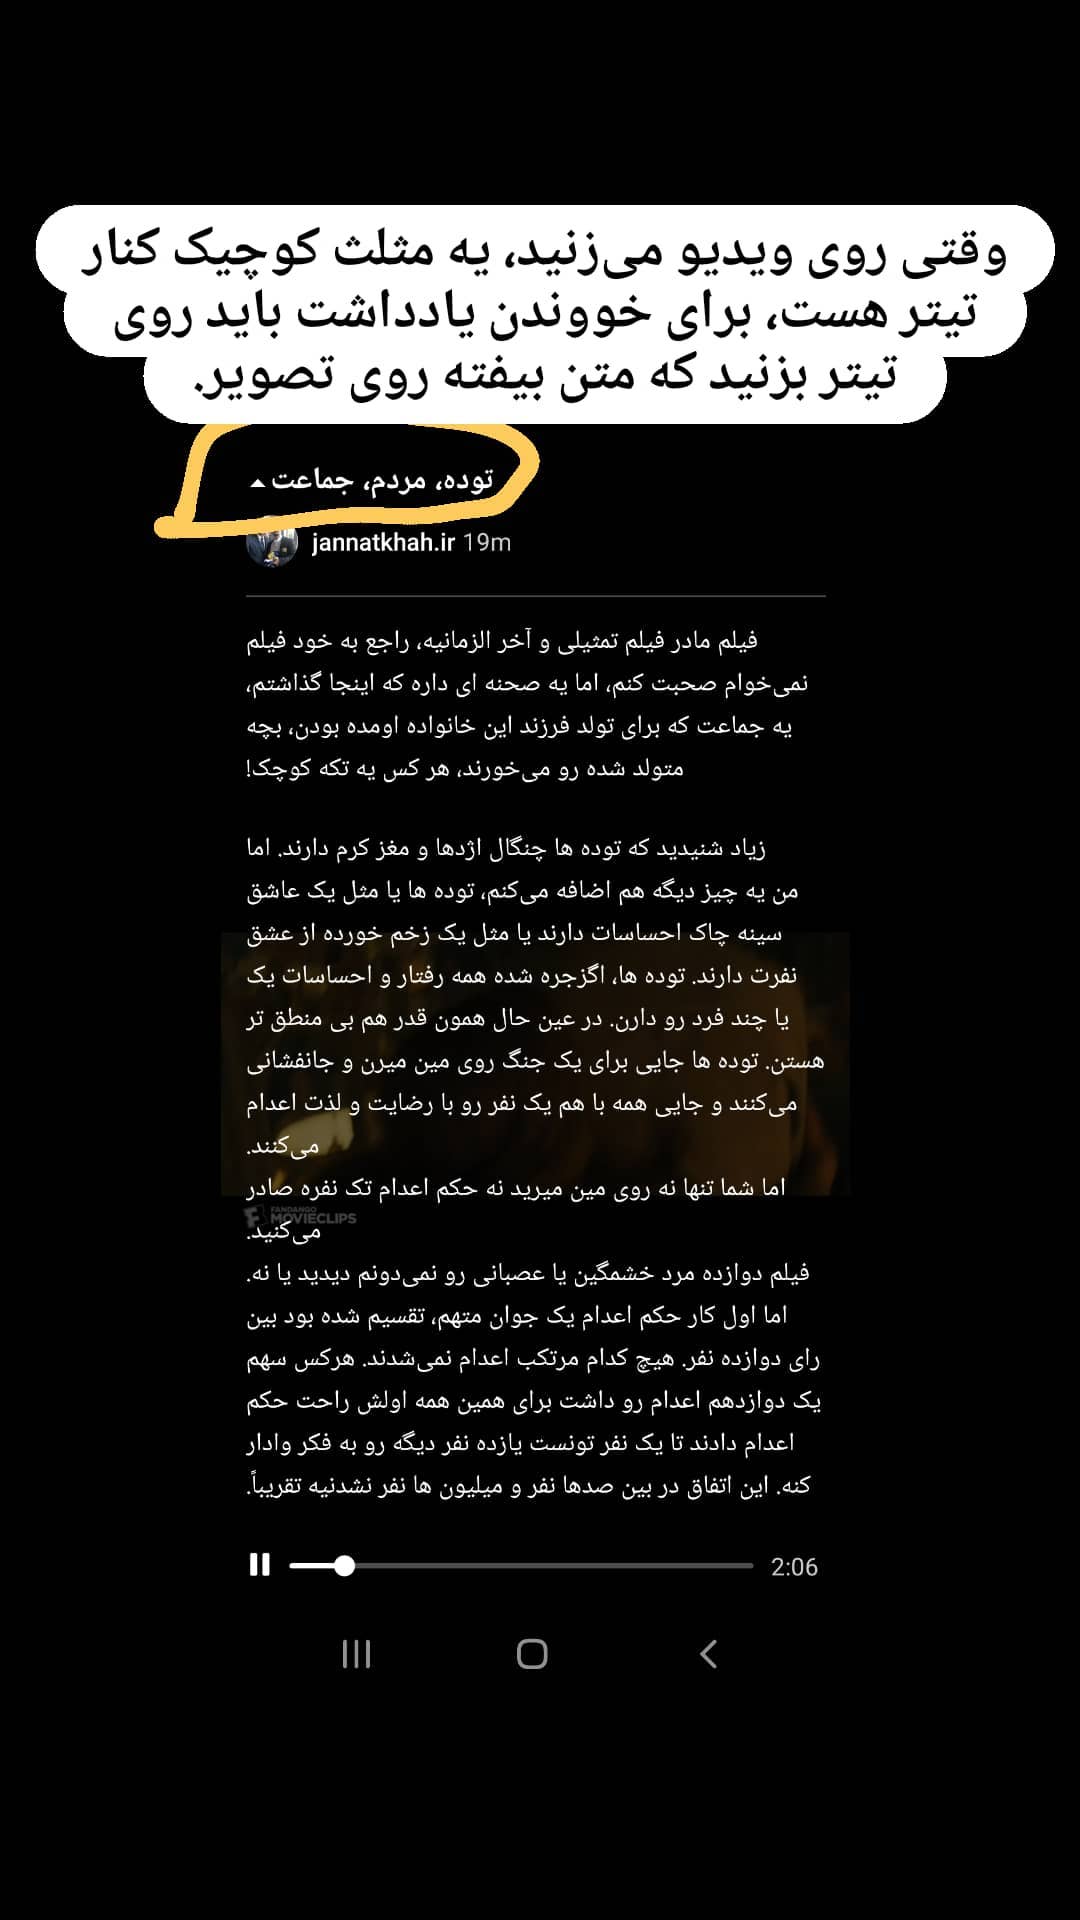 وقتی روی ویدیو می‌زنید، یه مثلث کوچیک کنار
تیتر هست، برای خووندن یادداشت باید روی
تیتر بزنید که متن بیفته روی تصویر.
توده، مردم، جماعت
jannatkhah.ir 19m
فیلم مادر فیلم تمثیلی و آخر الزمانیه، راجع به خود فیلم
نمی‌خوام صحبت کنم، اما یه صحنه ای داره که اینجا گذاشتم،
یه جماعت که برای تولد فرزند این خانواده اومده بودن، بچه
متولد شده رو می‌خورند، هر کس یه تکه کوچک!
زیاد شنیدید که توده ها چنگال اژدها و مغز کرم دارند. اما
من یه چیز دیگه هم اضافه می‌کنم، توده ها یا مثل یک عاشق
سینه چاک احساسات دارند یا مثل یک زخم خورده از عشق
نفرت دارند. توده ها، اگزجره شده همه رفتار و احساسات یک
یا چند فرد رو دارن. در عین حال همون قدر هم بی منطق تر
هستن. توده ها جایی برای یک جنگ روی مین میرن و جانفشانی
می‌کنند و جایی همه با هم یک نفر رو با رضایت و لذت اعدام
می‌کنند.
اما شما تنها نه روی مین میرید نه حکم اعدام تک نفره صادر
FANDANGO
MOVIECLIPS
می‌کنید.
فیلم دوازده مرد خشمگین یا عصبانی رو نمی‌دونم دیدید یا نه.
اما اول کار حکم اعدام یک جوان متهم، تقسیم شده بود بین
رای دوازده نفر. هیچ کدام مرتکب اعدام نمی‌شدند. هرکس سهم
یک دوازدهم اعدام رو داشت برای همین همه اولش راحت حکم
اعدام دادند تا یک نفر تونست یازده نفر دیگه رو به فکر وادار
کنه. این اتفاق در بین صدها نفر و میلیون ها نفر نشدنیه تقریباً.
2:06